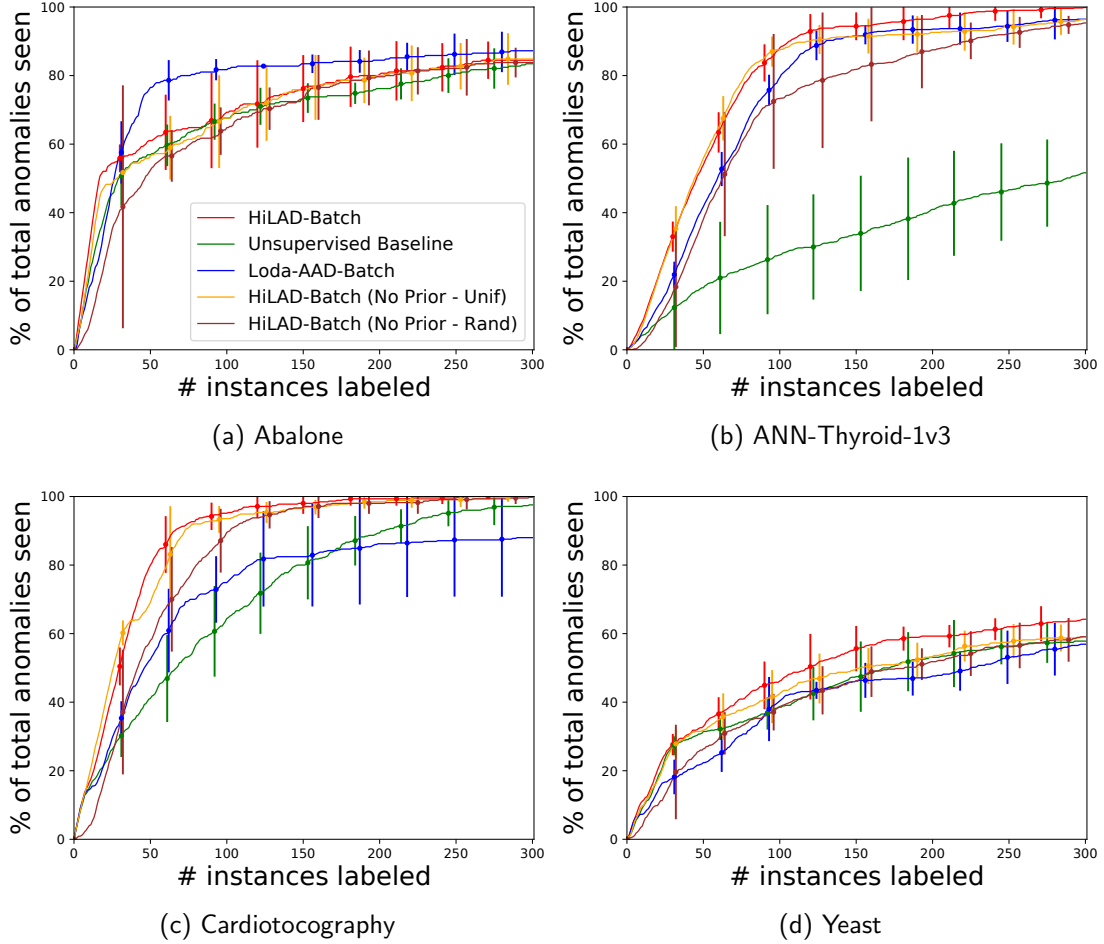 100
80
60
40
20
0
% of total anomalies seen
HiLAD-Batch
Unsupervised Baseline
Loda-AAD-Batch
HiLAD-Batch (No Prior - Unif)
HiLAD-Batch (No Prior - Rand)
0 50 100 150 200 250 300
# instances labeled
(a) Abalone
100
80
60
40
20
0
% of total anomalies seen
0 50 100 150 200 250 300
# instances labeled
(b) ANN-Thyroid-1v3
100
80
60
40
20
0
% of total anomalies seen
0 50 100 150 200 250 300
# instances labeled
(c) Cardiotocography
100
80
60
40
20
0
% of total anomalies seen
0 50 100 150 200 250 300
# instances labeled
(d) Yeast